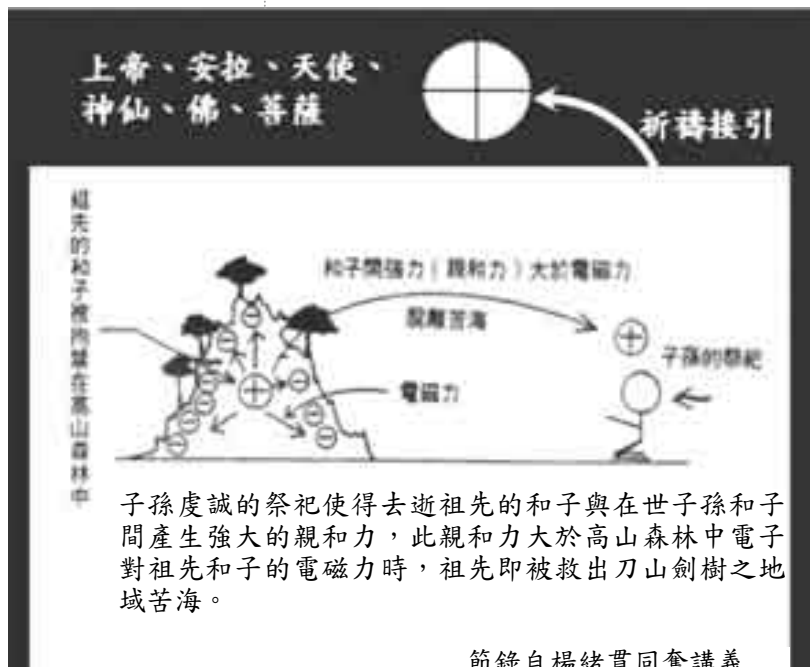 上帝、安拉、天使、
神仙、佛、菩薩
祈禱接引
祖先的和子被拘禁在高山森林中
和子間強力（親和力）大於電磁力
脫離苦海
子孫的祭祀
電磁力
子孫虔誠的祭祀使得去逝祖先的和子與在世子孫和子
間產生強大的親和力，此親和力大於高山森林中電子
對祖先和子的電磁力時，祖先即被救出刀山劍樹之地
域苦海。
節錄自楊緒貫同奮講義